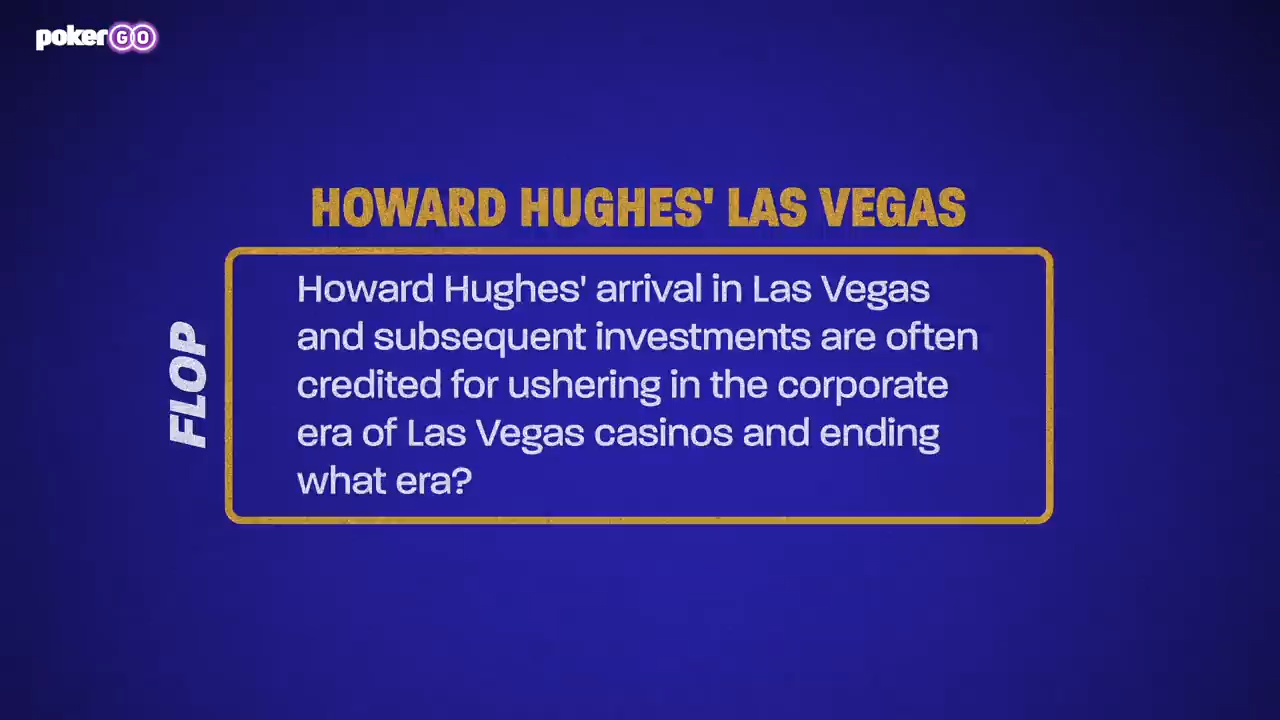 pokerGO
HOWARD HUGHES' LAS VEGAS
FLOP
Howard Hughes' arrival in Las Vegas
and subsequent investments are often
credited for ushering in the corporate
era of Las Vegas casinos and ending
what era?